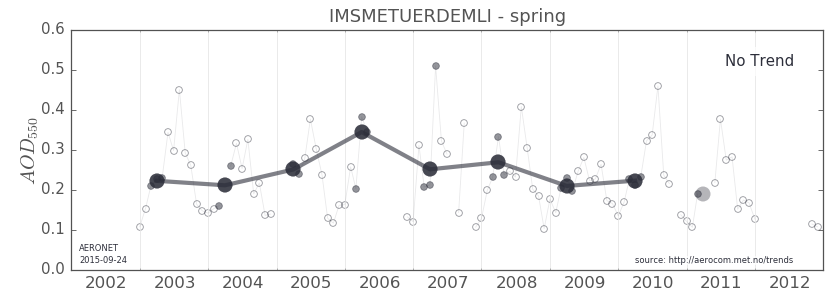 IMSMETUERDEMLI - spring
0.6
0.5
0.4
0.3
0.2
0.1
0.0
AOD550
No Trend
AERONET
2015-09-24
source: http://aerocom.met.no/trends
2002 2003 2004 2005 2006 2007 2008 2009 2010 2011 2012